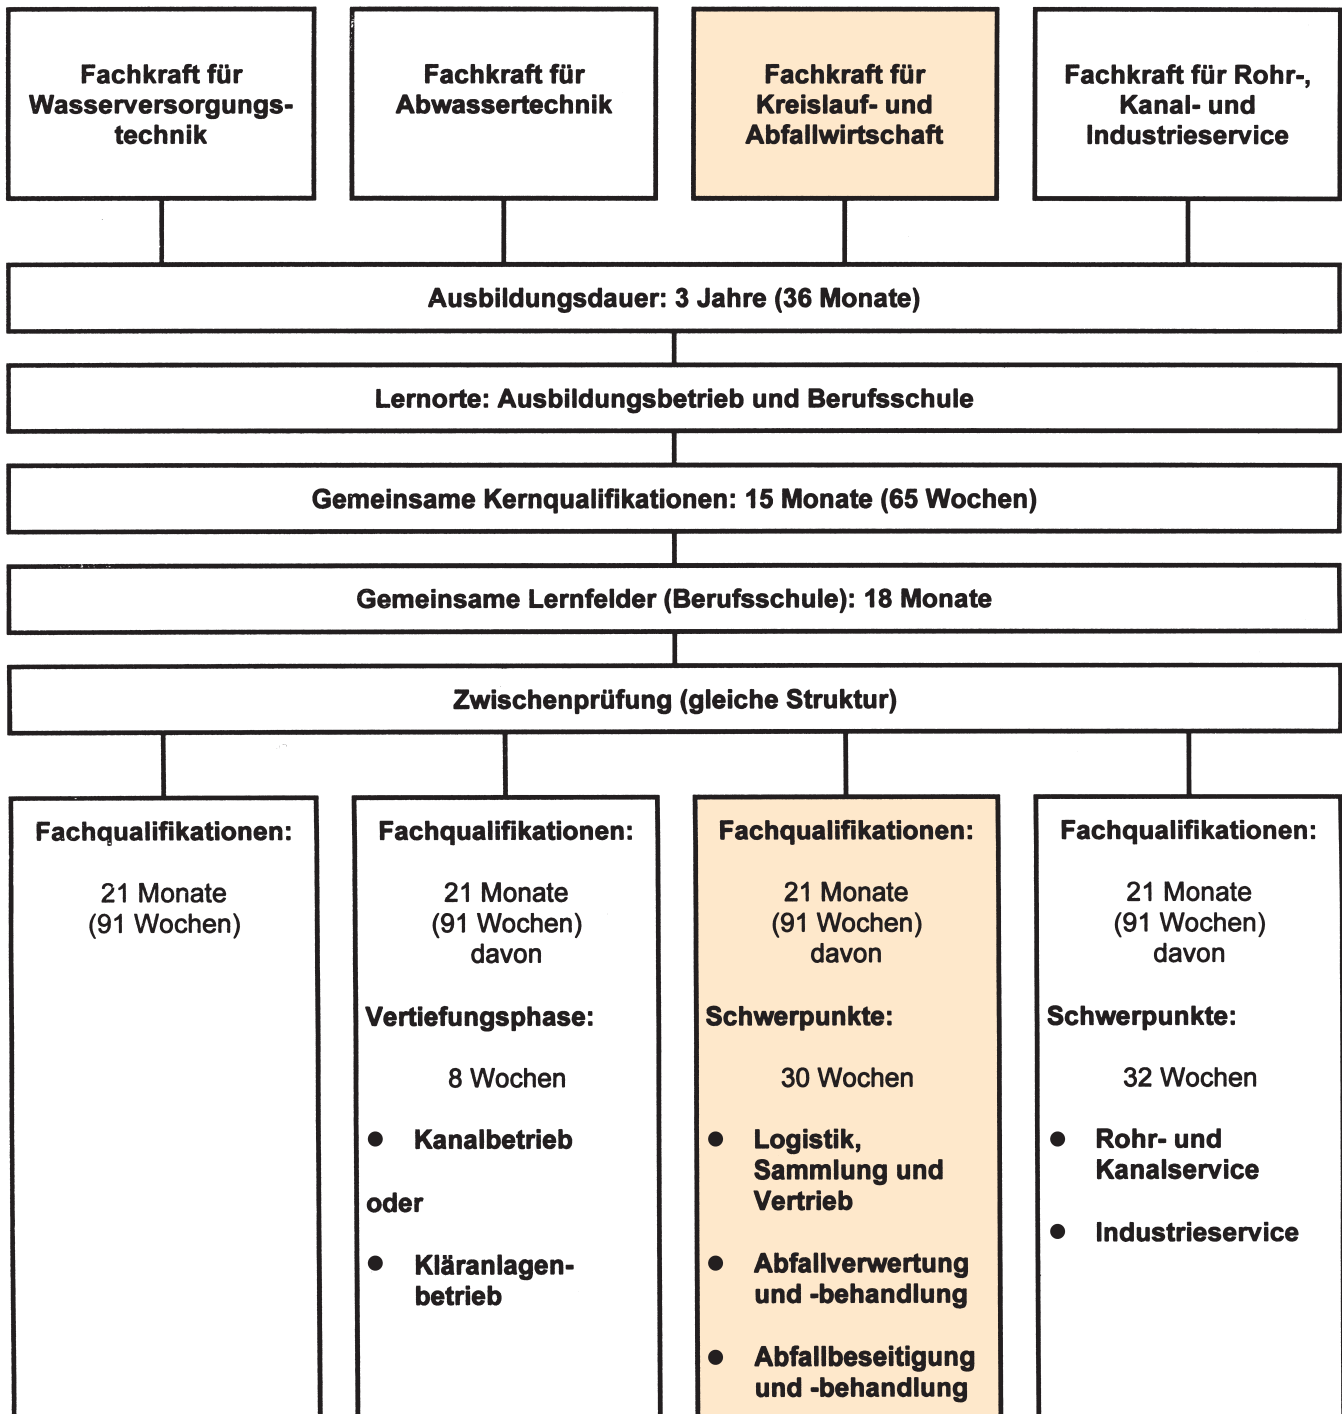 Fachkraft für
Wasserversorgungs-
technik
Fachkraft für
Abwassertechnik
Fachkraft für
Kreislauf- und
Abfallwirtschaft
Fachkraft für Rohr-,
Kanal- und
Industrieservice
Ausbildungsdauer: 3 Jahre (36 Monate)
Lernorte: Ausbildungsbetrieb und Berufsschule
Gemeinsame Kernqualifikationen: 15 Monate (65 Wochen)
Gemeinsame Lernfelder (Berufsschule): 18 Monate
Zwischenprüfung (gleiche Struktur)
Fachqualifikationen:
21 Monate
(91 Wochen)
Fachqualifikationen:
21 Monate
(91 Wochen)
davon
Vertiefungsphase:
8 Wochen
● Kanalbetrieb
oder
● Kläranlagen-
betrieb
Fachqualifikationen:
21 Monate
(91 Wochen)
davon
Schwerpunkte:
30 Wochen
● Logistik,
Sammlung und
Vertrieb
● Abfallverwertung
und -behandlung
● Abfallbeseitigung
und -behandlung
Fachqualifikationen:
21 Monate
(91 Wochen)
davon
Schwerpunkte:
32 Wochen
● Rohr- und
Kanalservice
● Industrieservice